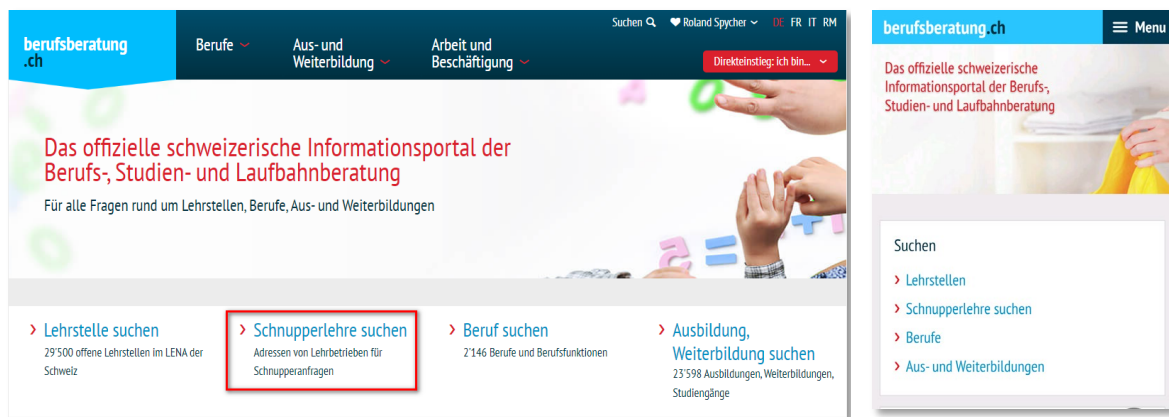 Suchen Roland Spycher DE FR IT RM
berufsberatung
.ch
Berufe
Aus- und
Weiterbildung
Arbeit und
Beschäftigung
Direkteinstieg: ich bin...
Das offizielle schweizerische Informationsportal der
Berufs-, Studien- und Laufbahnberatung
Für alle Fragen rund um Lehrstellen, Berufe, Aus- und Weiterbildungen
Lehrstelle suchen
29'500 offene Lehrstellen im LENA der
Schweiz
Schnupperlehre suchen
Adressen von Lehrbetrieben für
Schnupperanfragen
Beruf suchen
2'146 Berufe und Berufsfunktionen
Ausbildung,
Weiterbildung suchen
23'598 Ausbildungen, Weiterbildungen,
Studiengänge
berufsberatung.ch
Menu
Das offizielle schweizerische
Informationsportal der Berufs-,
Studien- und Laufbahnberatung
Suchen
Lehrstellen
Schnupperlehre suchen
Berufe
Aus- und Weiterbildungen